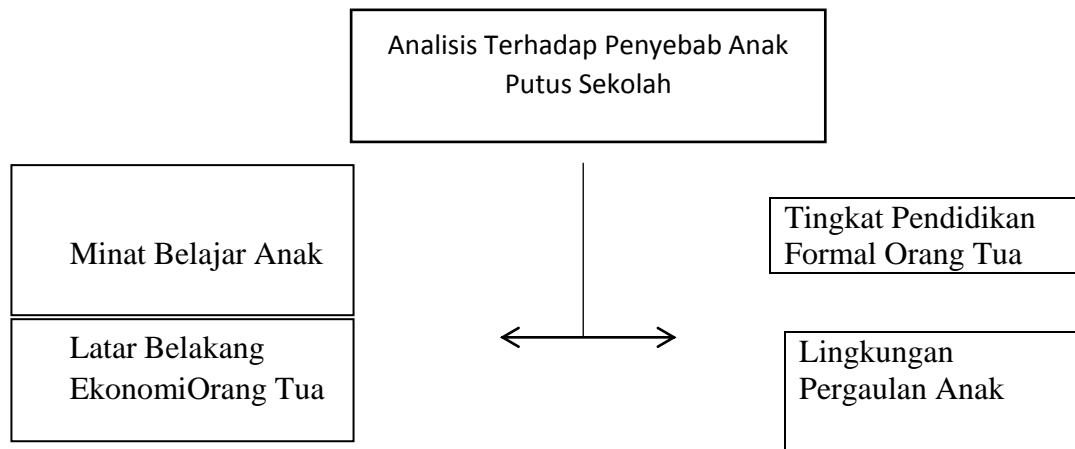 Analisis Terhadap Penyebab Anak
Putus Sekolah
Minat Belajar Anak
Tingkat Pendidikan
Formal Orang Tua
Latar Belakang
EkonomiOrang Tua
Lingkungan
Pergaulan Anak